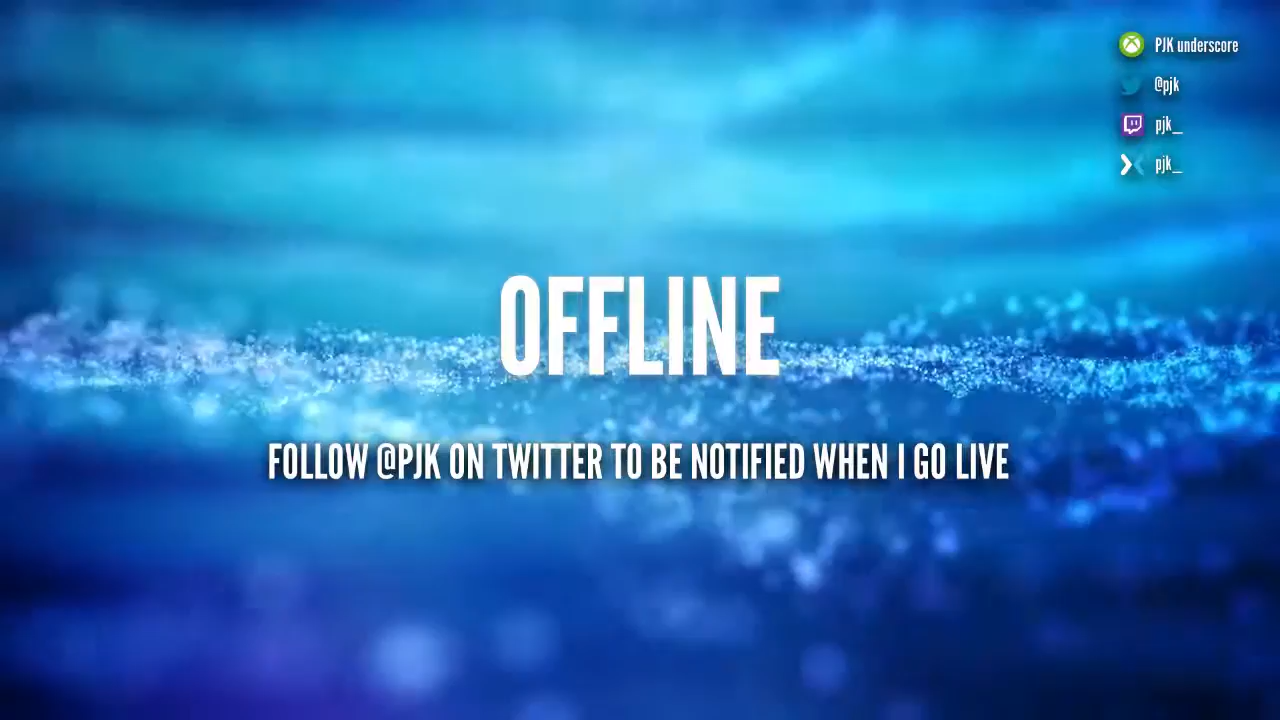 PJK underscore
@pjk
pjk_
pjk_
OFFLINE
FOLLOW @PJK ON TWITTER TO BE NOTIFIED WHEN I GO LIVE